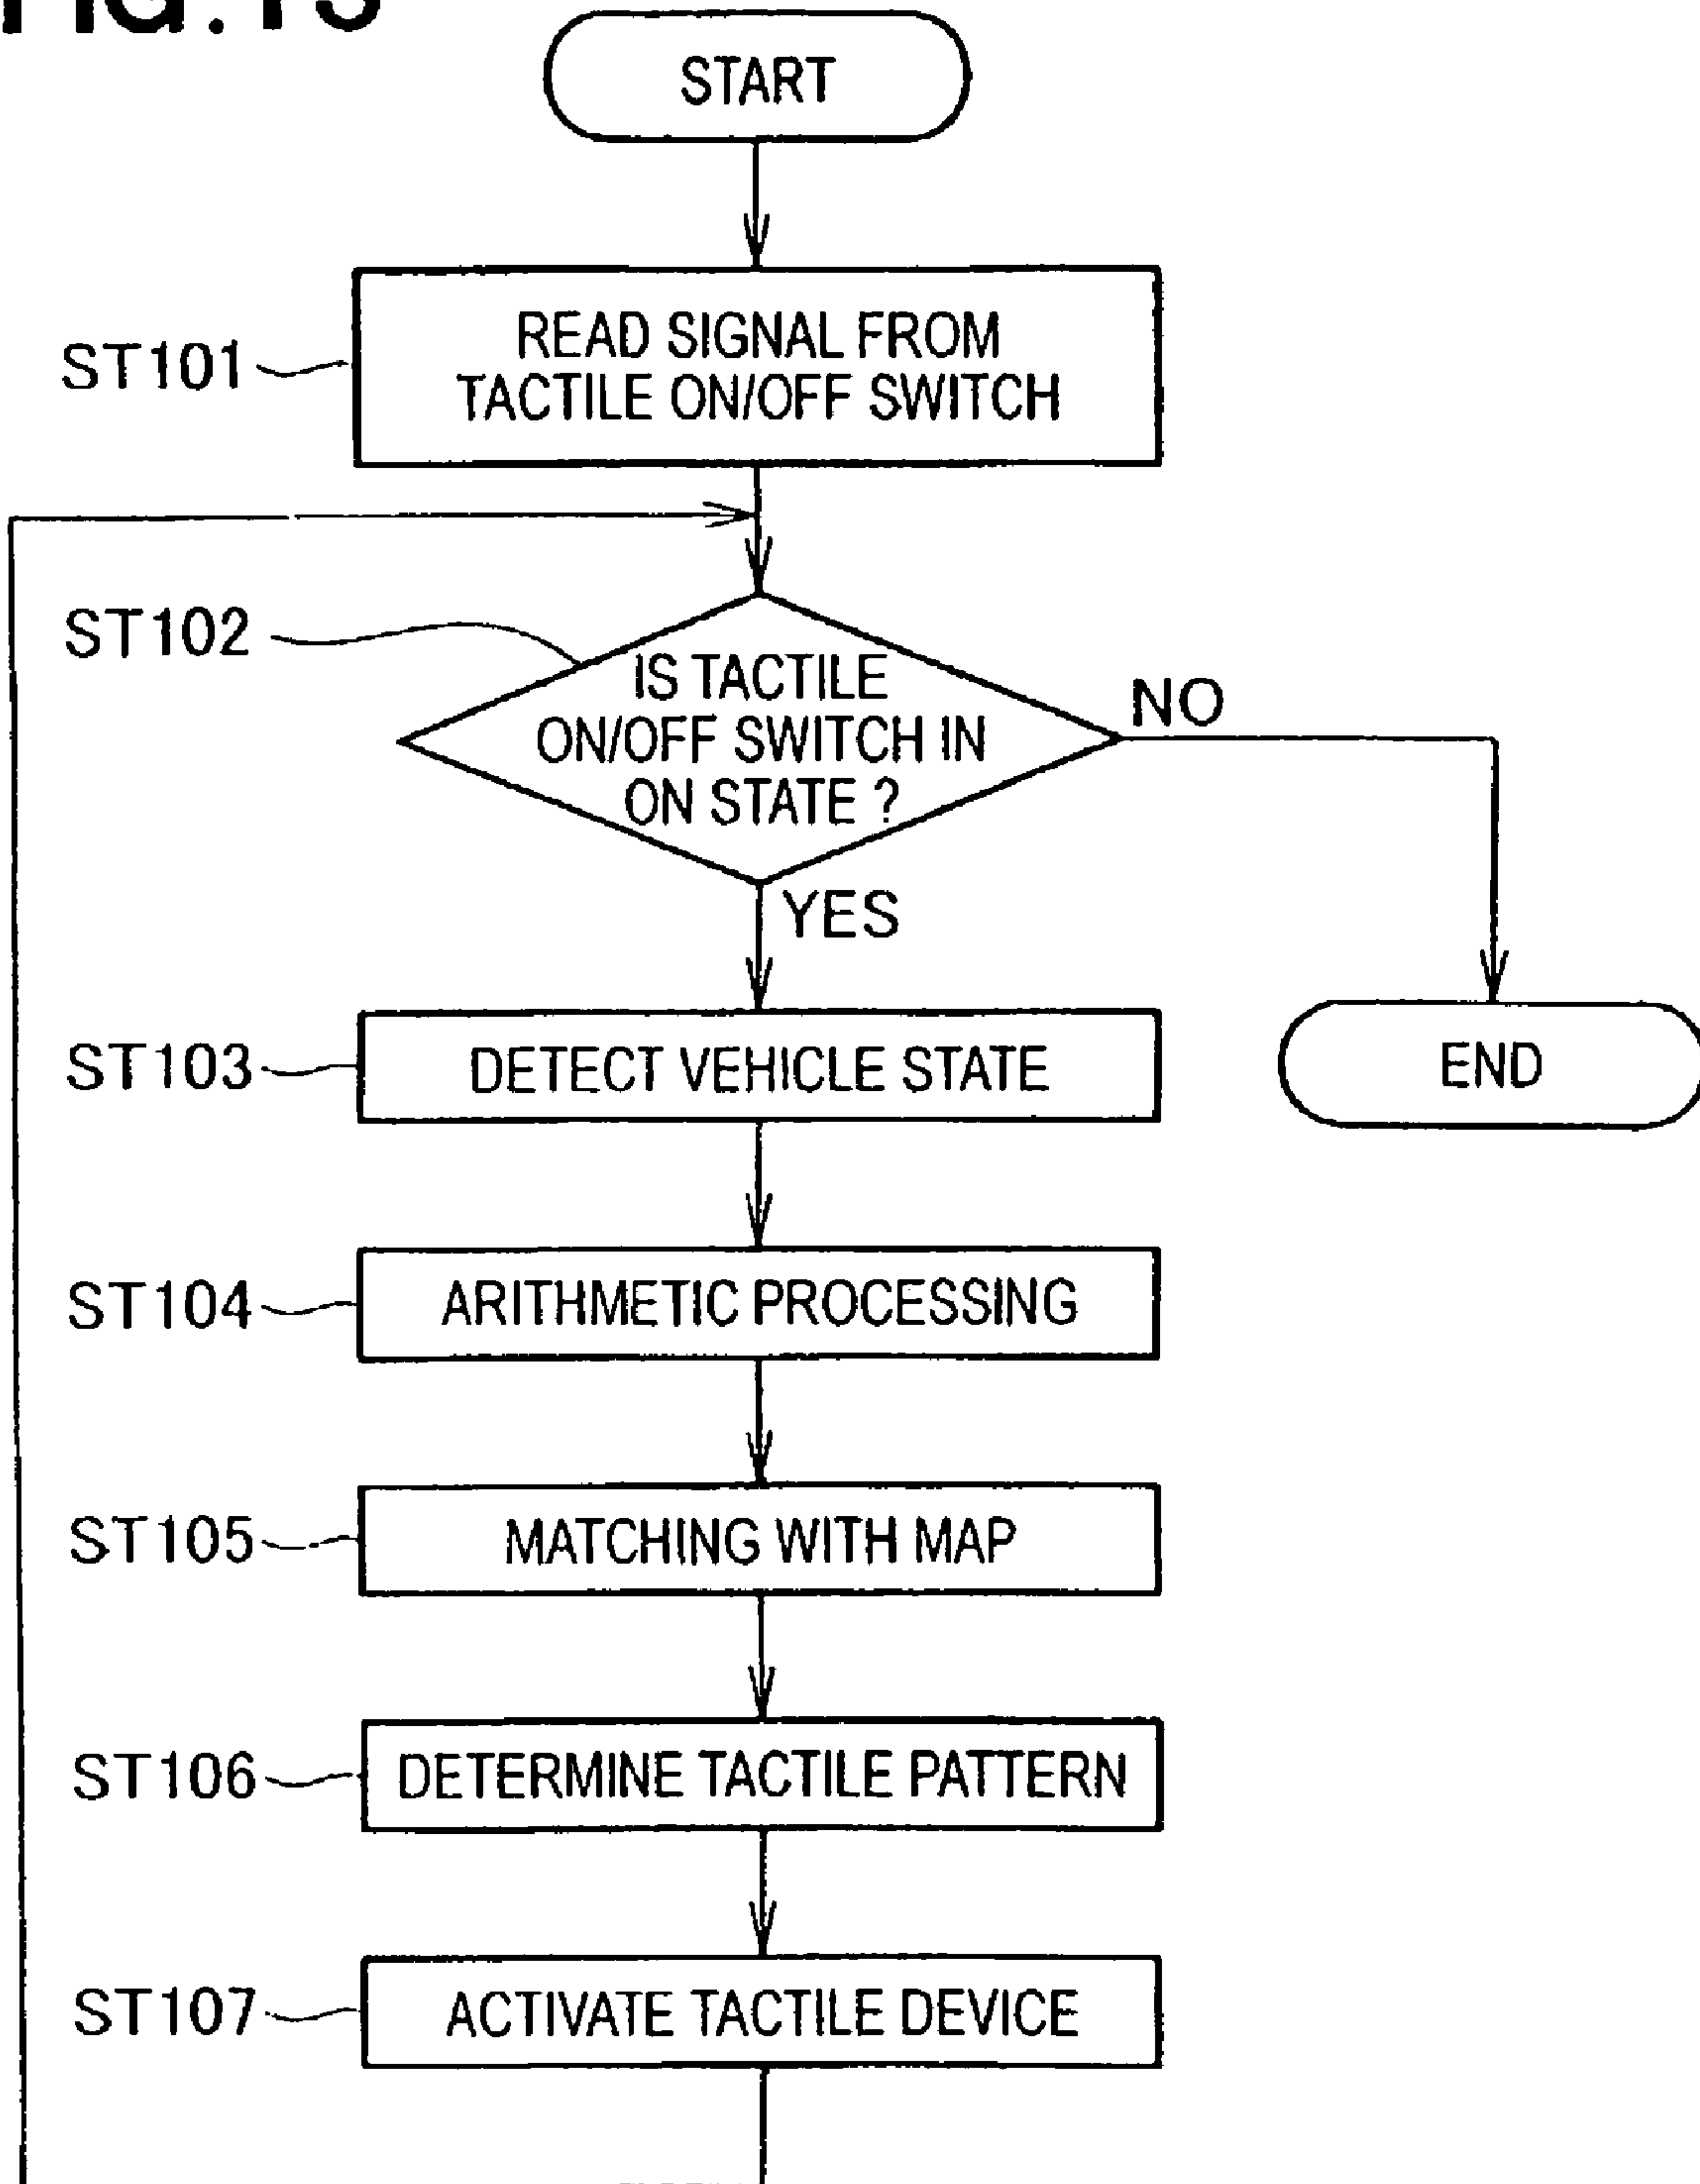 FIG.13
START
ST101
READ SIGNAL FROM
TACTILE ON/OFF SWITCH
ST102
IS TACTILE
ON/OFF SWITCH IN
ON STATE ?
NO
YES
ST103
DETECT VEHICLE STATE
END
ST104
ARITHMETIC PROCESSING
ST105
MATCHING WITH MAP
ST106
DETERMINE TACTILE PATTERN
ST107
ACTIVATE TACTILE DEVICE